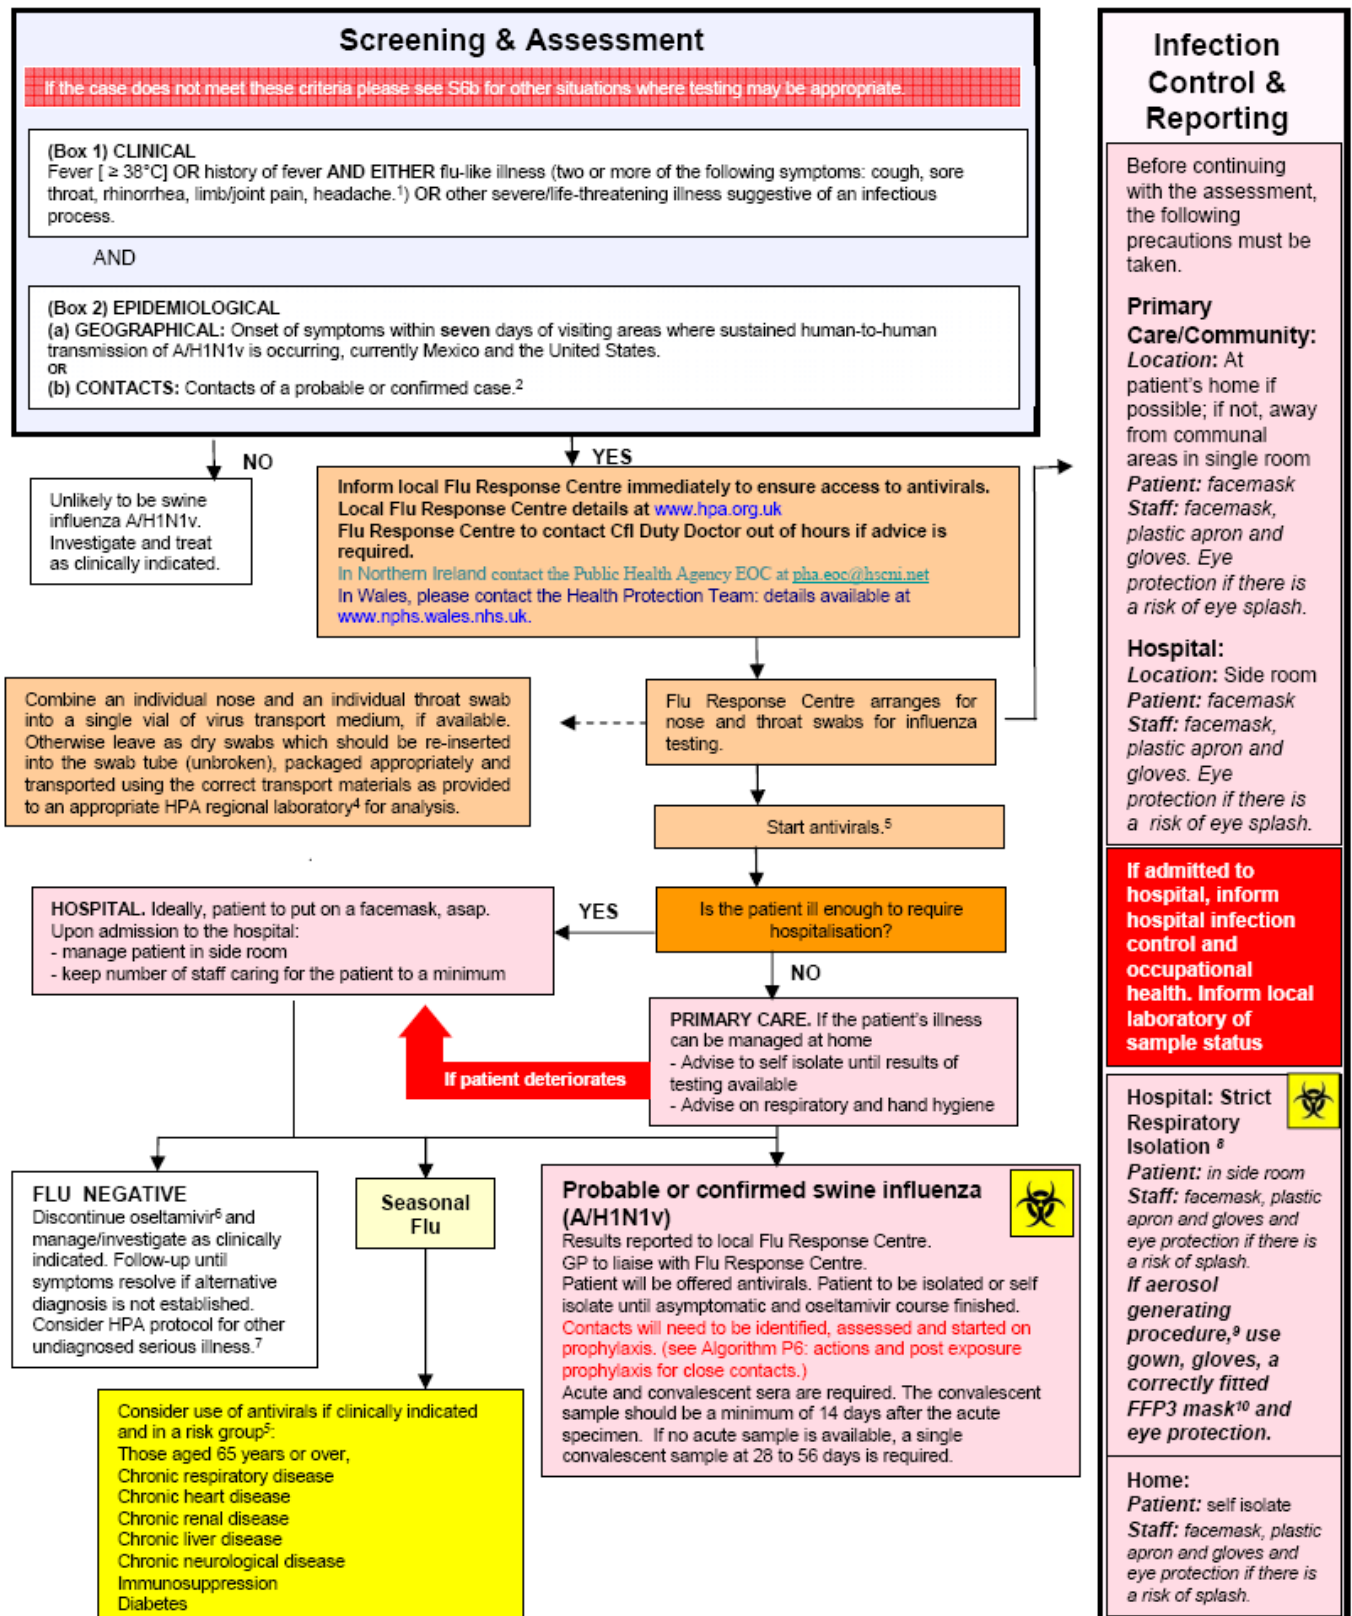 Screening & Assessment
If the case does not meet these criteria please see S6b for other situations where testing may be appropriate.
(Box 1) CLINICAL
Fever [ ≥ 38°C] OR history of fever AND EITHER flu-like illness (two or more of the following symptoms: cough, sore
throat, rhinorrhea, limb/joint pain, headache.¹) OR other severe/life-threatening illness suggestive of an infectious
process.
AND
(Box 2) EPIDEMIOLOGICAL
(a) GEOGRAPHICAL: Onset of symptoms within seven days of visiting areas where sustained human-to-human
transmission of A/H1N1v is occurring, currently Mexico and the United States.
OR
(b) CONTACTS: Contacts of a probable or confirmed case.²
NO
YES
Unlikely to be swine
influenza A/H1N1v.
Investigate and treat
as clinically indicated.
Inform local Flu Response Centre immediately to ensure access to antivirals.
Local Flu Response Centre details at www.hpa.org.uk
Flu Response Centre to contact CfI Duty Doctor out of hours if advice is
required.
In Northern Ireland contact the Public Health Agency EOC at pha.eoc@hscni.net
In Wales, please contact the Health Protection Team: details available at
www.nphs.wales.nhs.uk.
Combine an individual nose and an individual throat swab
into a single vial of virus transport medium, if available.
Otherwise leave as dry swabs which should be re-inserted
into the swab tube (unbroken), packaged appropriately and
transported using the correct transport materials as provided
to an appropriate HPA regional laboratory⁴ for analysis.
Flu Response Centre arranges for
nose and throat swabs for influenza
testing.
Start antivirals.⁵
Is the patient ill enough to require
hospitalisation?
YES
NO
HOSPITAL. Ideally, patient to put on a facemask, asap.
Upon admission to the hospital:
- manage patient in side room
- keep number of staff caring for the patient to a minimum
PRIMARY CARE. If the patient's illness
can be managed at home
- Advise to self isolate until results of
testing available
- Advise on respiratory and hand hygiene
If patient deteriorates
FLU NEGATIVE
Discontinue oseltamivir⁶ and
manage/investigate as clinically
indicated. Follow-up until
symptoms resolve if alternative
diagnosis is not established.
Consider HPA protocol for other
undiagnosed serious illness.⁷
Seasonal
Flu
Probable or confirmed swine influenza
(A/H1N1v)
Results reported to local Flu Response Centre.
GP to liaise with Flu Response Centre.
Patient will be offered antivirals. Patient to be isolated or self
isolate until asymptomatic and oseltamivir course finished.
Contacts will need to be identified, assessed and started on
prophylaxis. (see Algorithm P6: actions and post exposure
prophylaxis for close contacts.)
Acute and convalescent sera are required. The convalescent
sample should be a minimum of 14 days after the acute
specimen. If no acute sample is available, a single
convalescent sample at 28 to 56 days is required.
Consider use of antivirals if clinically indicated
and in a risk group⁵:
Those aged 65 years or over,
Chronic respiratory disease
Chronic heart disease
Chronic renal disease
Chronic liver disease
Chronic neurological disease
Immunosuppression
Diabetes
Infection
Control &
Reporting
Before continuing
with the assessment,
the following
precautions must be
taken.
Primary
Care/Community:
Location: At
patient's home if
possible; if not, away
from communal
areas in single room
Patient: facemask
Staff: facemask,
plastic apron and
gloves. Eye
protection if there is
a risk of eye splash.
Hospital:
Location: Side room
Patient: facemask
Staff: facemask,
plastic apron and
gloves. Eye
protection if there is
a risk of eye splash.
If admitted to
hospital, inform
hospital infection
control and
occupational
health. Inform local
laboratory of
sample status
Hospital: Strict
Respiratory
Isolation ⁸
Patient: in side room
Staff: facemask, plastic
apron and gloves and
eye protection if there is
a risk of splash.
If aerosol
generating
procedure,⁹ use
gown, gloves, a
correctly fitted
FFP3 mask¹⁰ and
eye protection.
Home:
Patient: self isolate
Staff: facemask, plastic
apron and gloves and
eye protection if there is
a risk of splash.